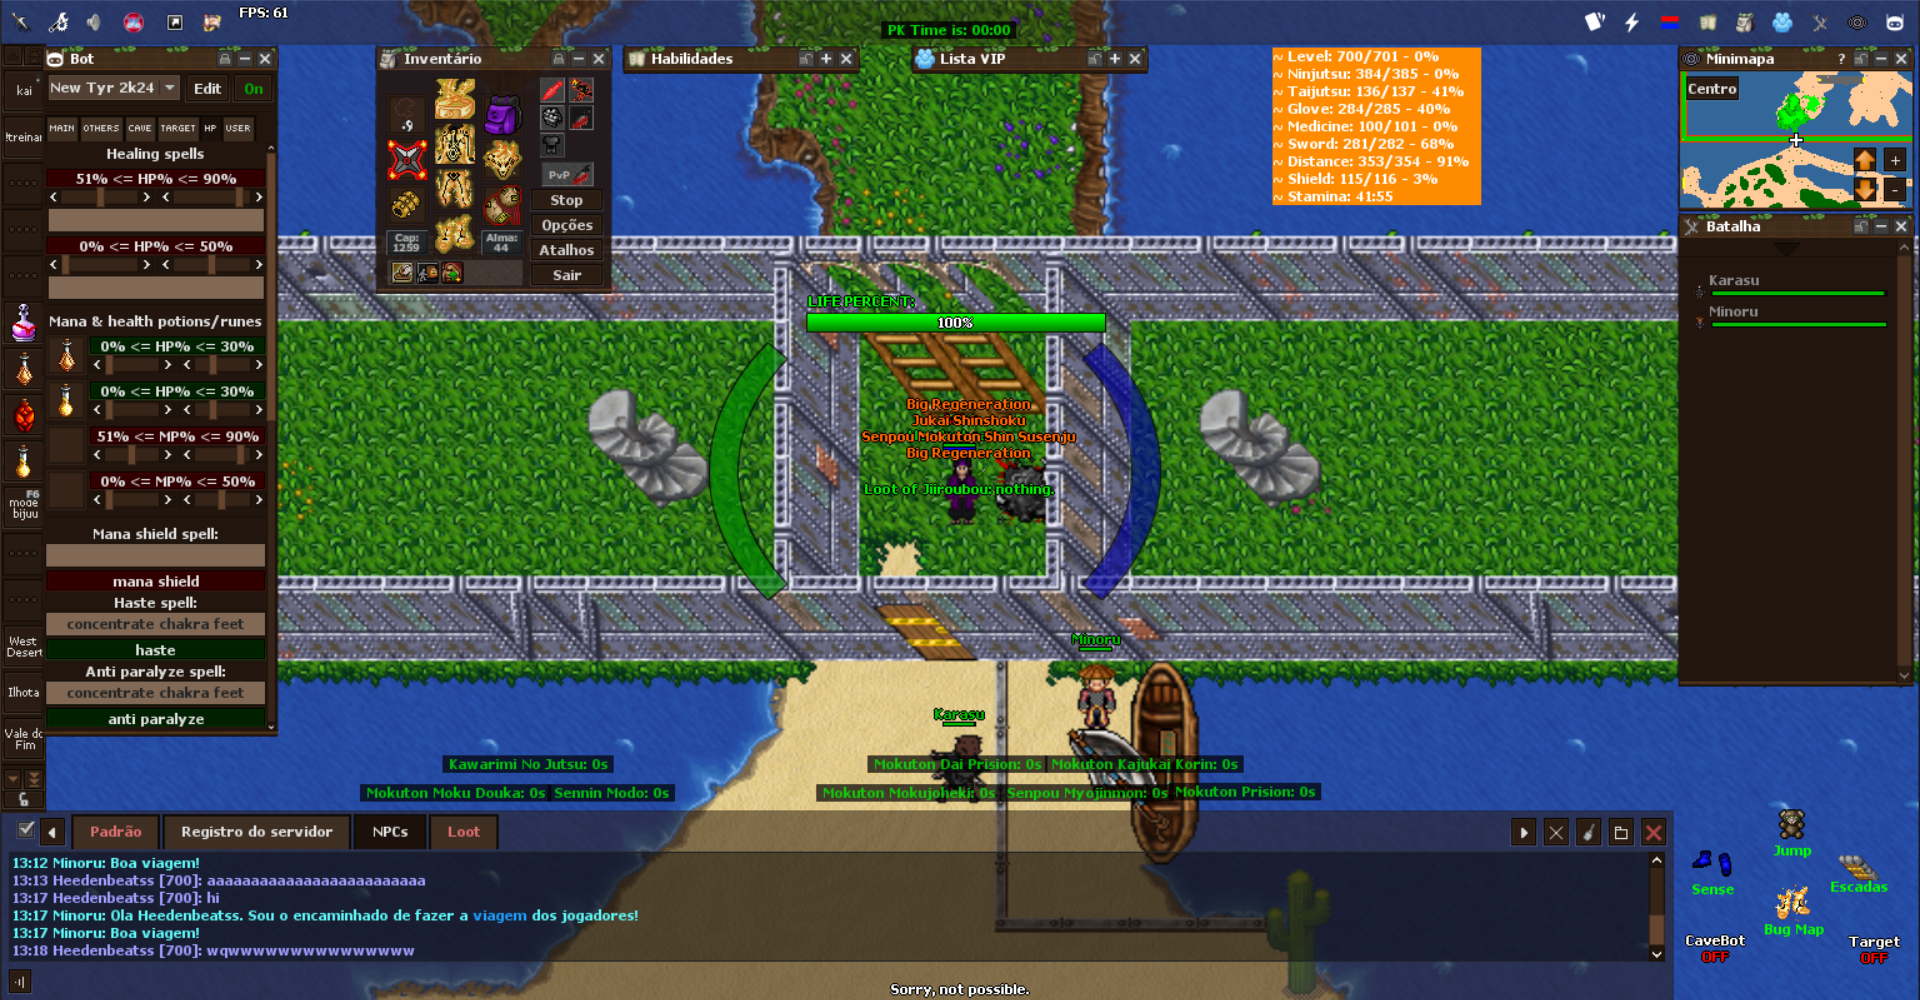 FPS: 61
PK Time is: 00:00
Bot
New Tyr 2k24
Edit
On
MAIN
OTHERS
CAVE
TARGET
HP
USER
Healing spells
51% <= HP% <= 90%
0% <= HP% <= 50%
Mana & health potions/runes
0% <= HP% <= 30%
0% <= HP% <= 30%
51% <= MP% <= 90%
0% <= MP% <= 50%
Mana shield spell:
mana shield
Haste spell:
concentrate chakra feet
haste
Anti paralyze spell:
concentrate chakra feet
anti paralyze
kai
!treinar
F6
mode
bijuu
West
Desert
Ilhota
Vale do
Fim
Inventário
.9
Cap:
1259
Alma:
44
PvP
Stop
Opções
Atalhos
Sair
Habilidades
Lista VIP
~ Level: 700/701 - 0%
~ Ninjutsu: 384/385 - 0%
~ Taijutsu: 136/137 - 41%
~ Glove: 284/285 - 40%
~ Medicine: 100/101 - 0%
~ Sword: 281/282 - 68%
~ Distance: 353/354 - 91%
~ Shield: 115/116 - 3%
~ Stamina: 41:55
Minimapa
?
Centro
Batalha
Karasu
Minoru
LIFE PERCENT:
100%
Big Regeneration
Jukai Shinshoku
Senpou Mokuton Shin Susenju
Big Regeneration
Loot of Jiiroubou: nothing.
Minoru
Karasu
Kawarimi No Jutsu: 0s
Mokuton Dai Prision: 0s
Mokuton Kajukai Korin: 0s
Mokuton Moku Douka: 0s
Sennin Modo: 0s
Mokuton Mokujoheki: 0s
Senpou Myojinmon: 0s
Mokuton Prision: 0s
Padrão
Registro do servidor
NPCs
Loot
13:12 Minoru: Boa viagem!
13:13 Heedenbeatss [700]: aaaaaaaaaaaaaaaaaaaaaaaaa
13:17 Heedenbeatss [700]: hi
13:17 Minoru: Ola Heedenbeatss. Sou o encaminhado de fazer a viagem dos jogadores!
13:17 Minoru: Boa viagem!
13:18 Heedenbeatss [700]: wqwwwwwwwwwwwwwwww
Sorry, not possible.
Jump
Sense
Escadas
Bug Map
CaveBot
OFF
Target
OFF